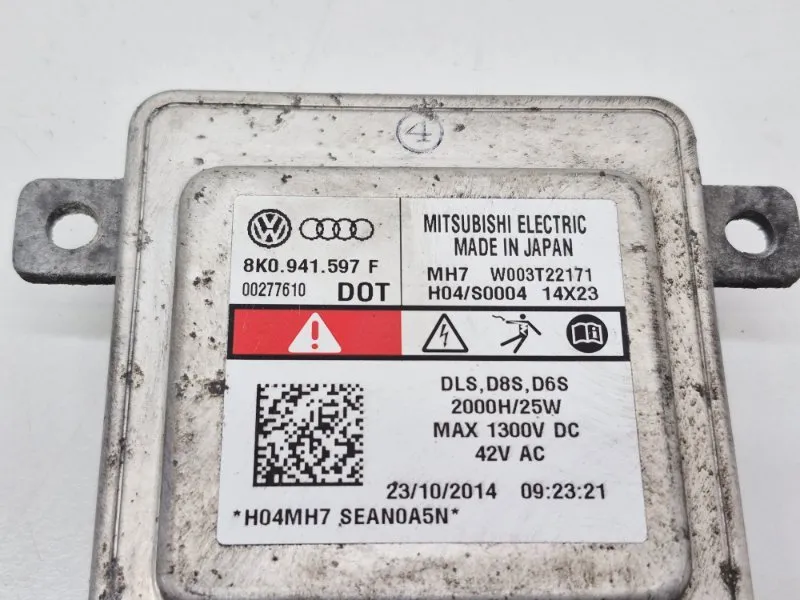 4
8K0.941.597 F
00277610 DOT
MITSUBISHI ELECTRIC
MADE IN JAPAN
MH7 W003T22171
H04/S0004 14X23
DLS,D8S,D6S
2000H/25W
MAX 1300V DC
42V AC
23/10/2014 09:23:21
*H04MH7 SEAN0A5N*